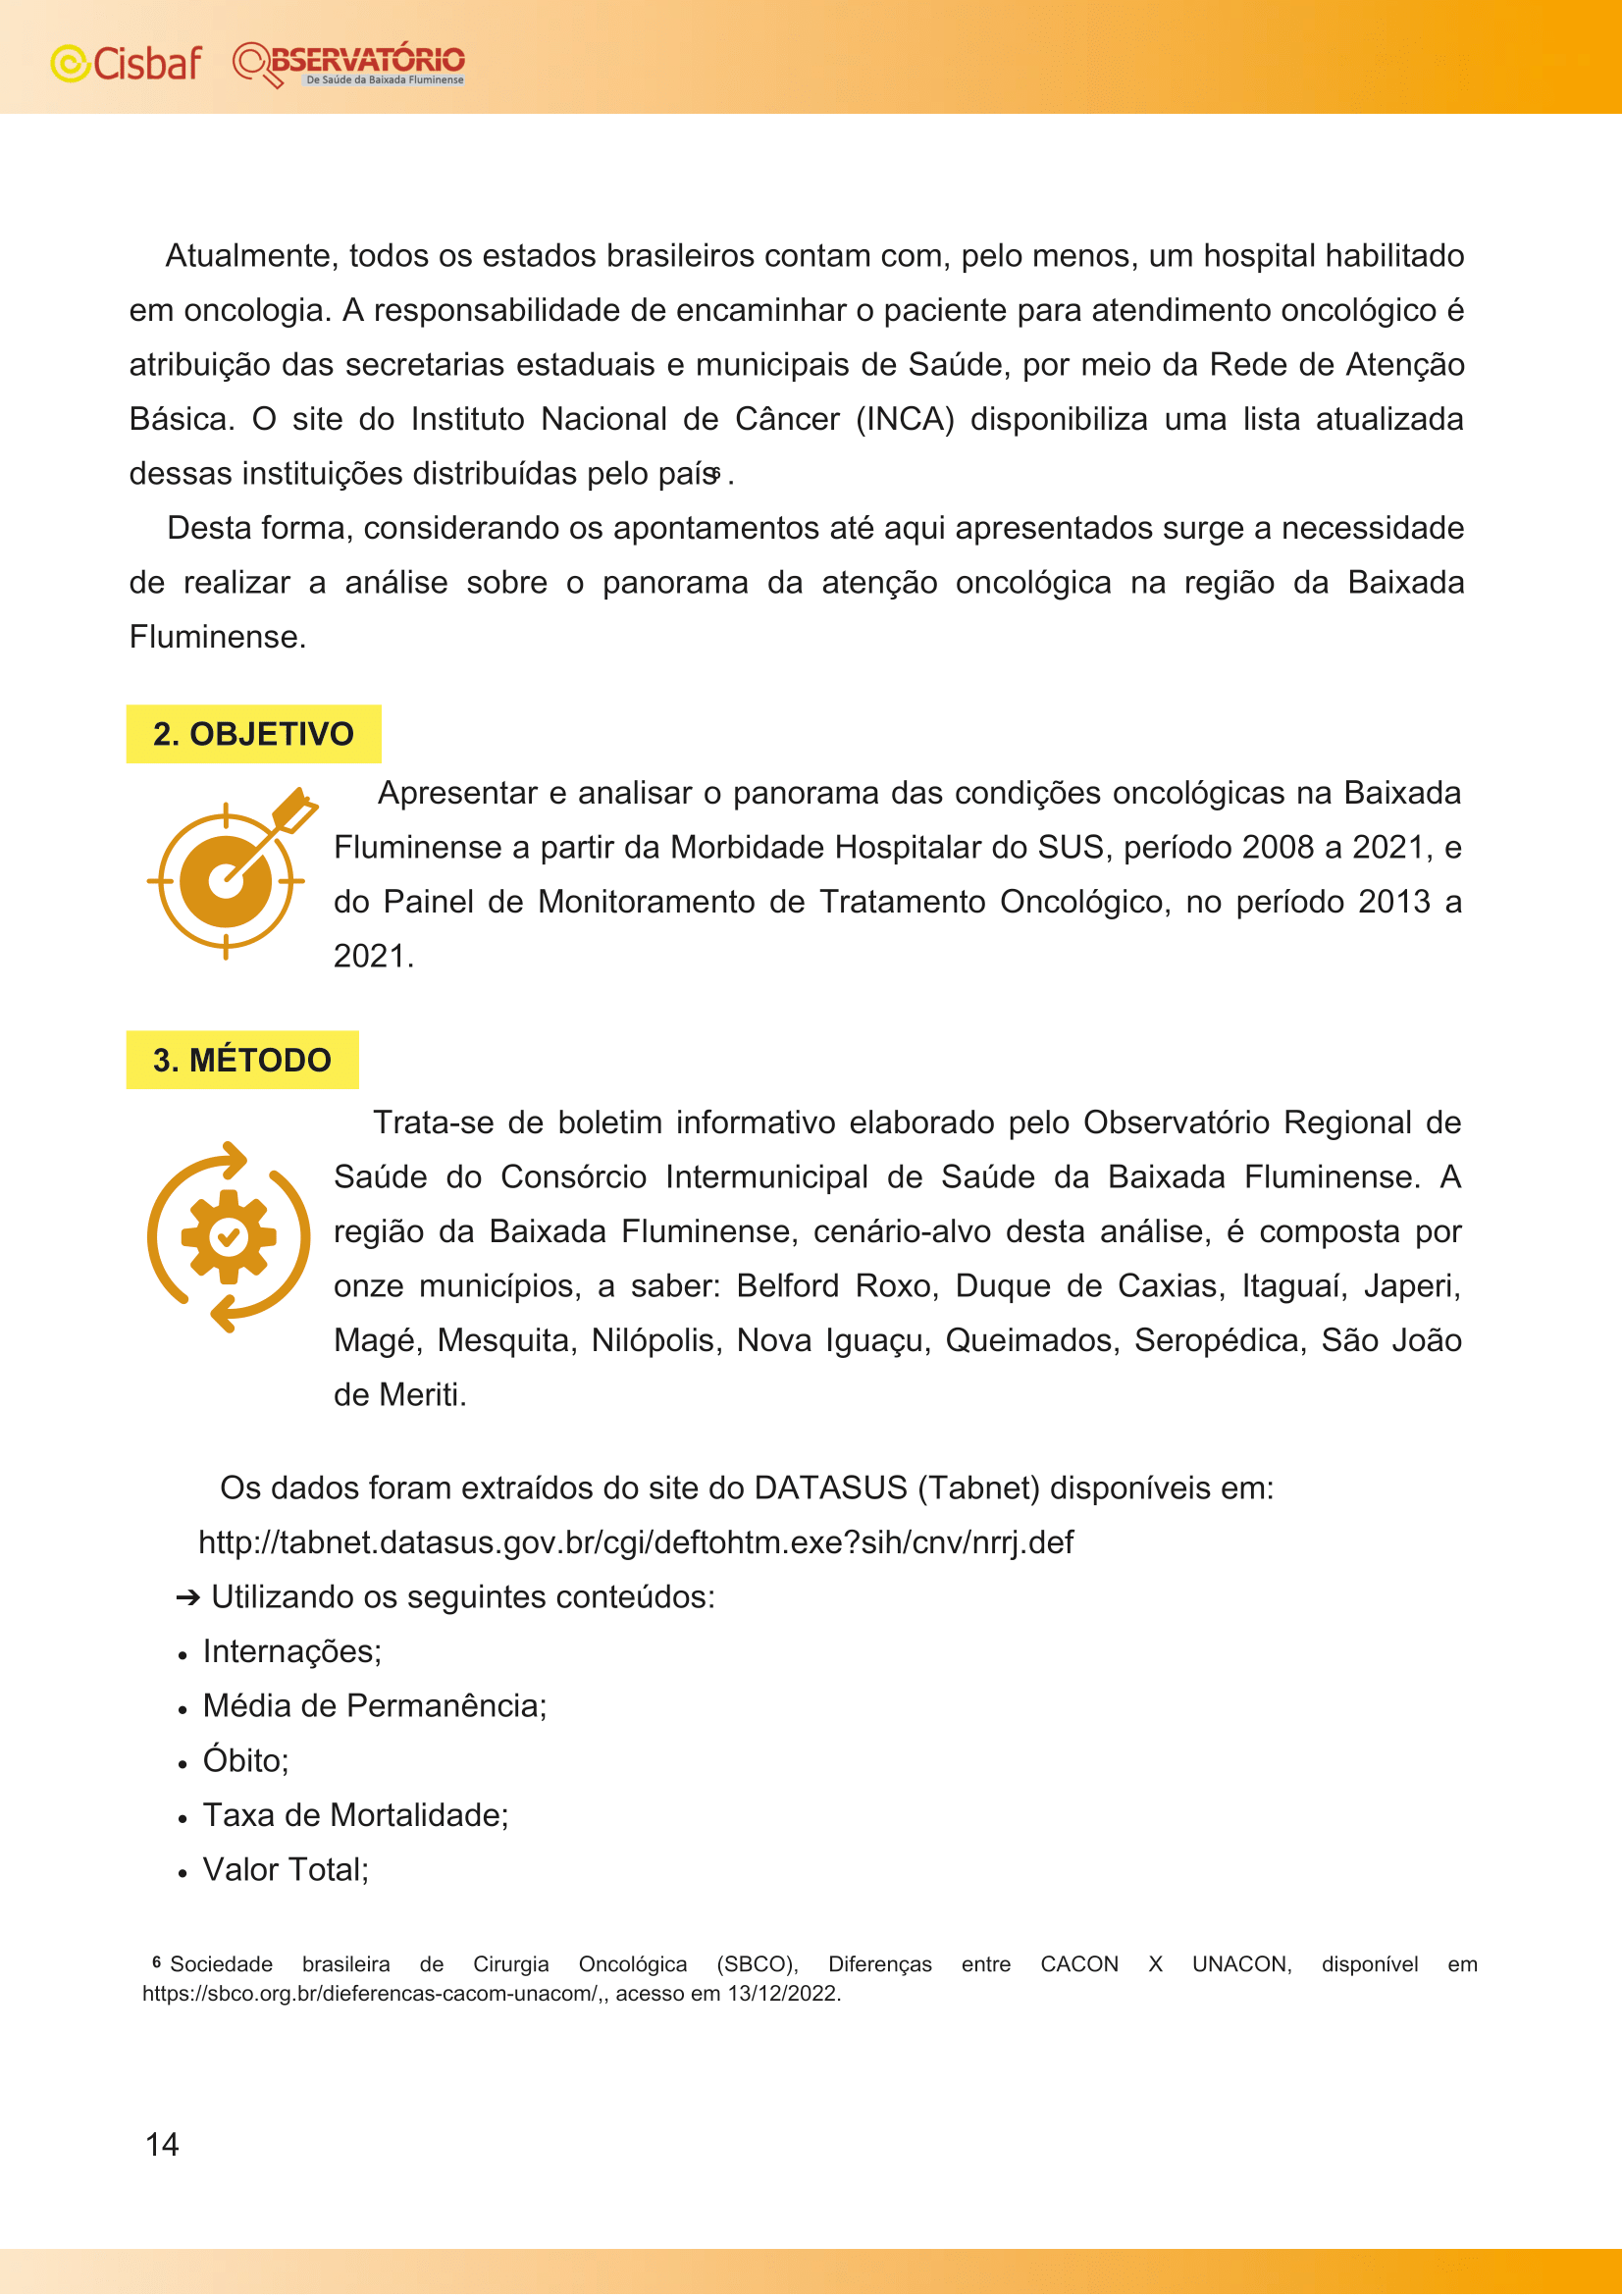 Cisbaf
OBSERVATÓRIO
De Saúde da Baixada Fluminense
Atualmente, todos os estados brasileiros contam com, pelo menos, um hospital habilitado
em oncologia. A responsabilidade de encaminhar o paciente para atendimento oncológico é
atribuição das secretarias estaduais e municipais de Saúde, por meio da Rede de Atenção
Básica. O site do Instituto Nacional de Câncer (INCA) disponibiliza uma lista atualizada
dessas instituições distribuídas pelo país6 .
Desta forma, considerando os apontamentos até aqui apresentados surge a necessidade
de realizar a análise sobre o panorama da atenção oncológica na região da Baixada
Fluminense.
2. OBJETIVO
Apresentar e analisar o panorama das condições oncológicas na Baixada
Fluminense a partir da Morbidade Hospitalar do SUS, período 2008 a 2021, e
do Painel de Monitoramento de Tratamento Oncológico, no período 2013 a
2021.
3. MÉTODO
Trata-se de boletim informativo elaborado pelo Observatório Regional de
Saúde do Consórcio Intermunicipal de Saúde da Baixada Fluminense. A
região da Baixada Fluminense, cenário-alvo desta análise, é composta por
onze municípios, a saber: Belford Roxo, Duque de Caxias, Itaguaí, Japeri,
Magé, Mesquita, Nilópolis, Nova Iguaçu, Queimados, Seropédica, São João
de Meriti.
Os dados foram extraídos do site do DATASUS (Tabnet) disponíveis em:
http://tabnet.datasus.gov.br/cgi/deftohtm.exe?sih/cnv/nrrj.def
➔ Utilizando os seguintes conteúdos:
• Internações;
• Média de Permanência;
• Óbito;
• Taxa de Mortalidade;
• Valor Total;
6 Sociedade brasileira de Cirurgia Oncológica (SBCO), Diferenças entre CACON X UNACON, disponível em
https://sbco.org.br/dieferencas-cacom-unacom/,, acesso em 13/12/2022.
14